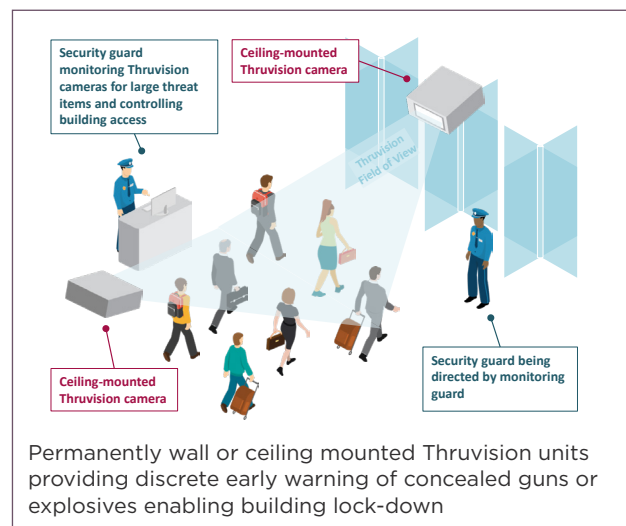 Security guard
monitoring Thruvision
cameras for large threat
items and controlling
building access
Ceiling-mounted
Thruvision camera
Thruvision
Field of View
Ceiling-mounted
Thruvision camera
Security guard being
directed by monitoring
guard
Permanently wall or ceiling mounted Thruvision units
providing discrete early warning of concealed guns or
explosives enabling building lock-down